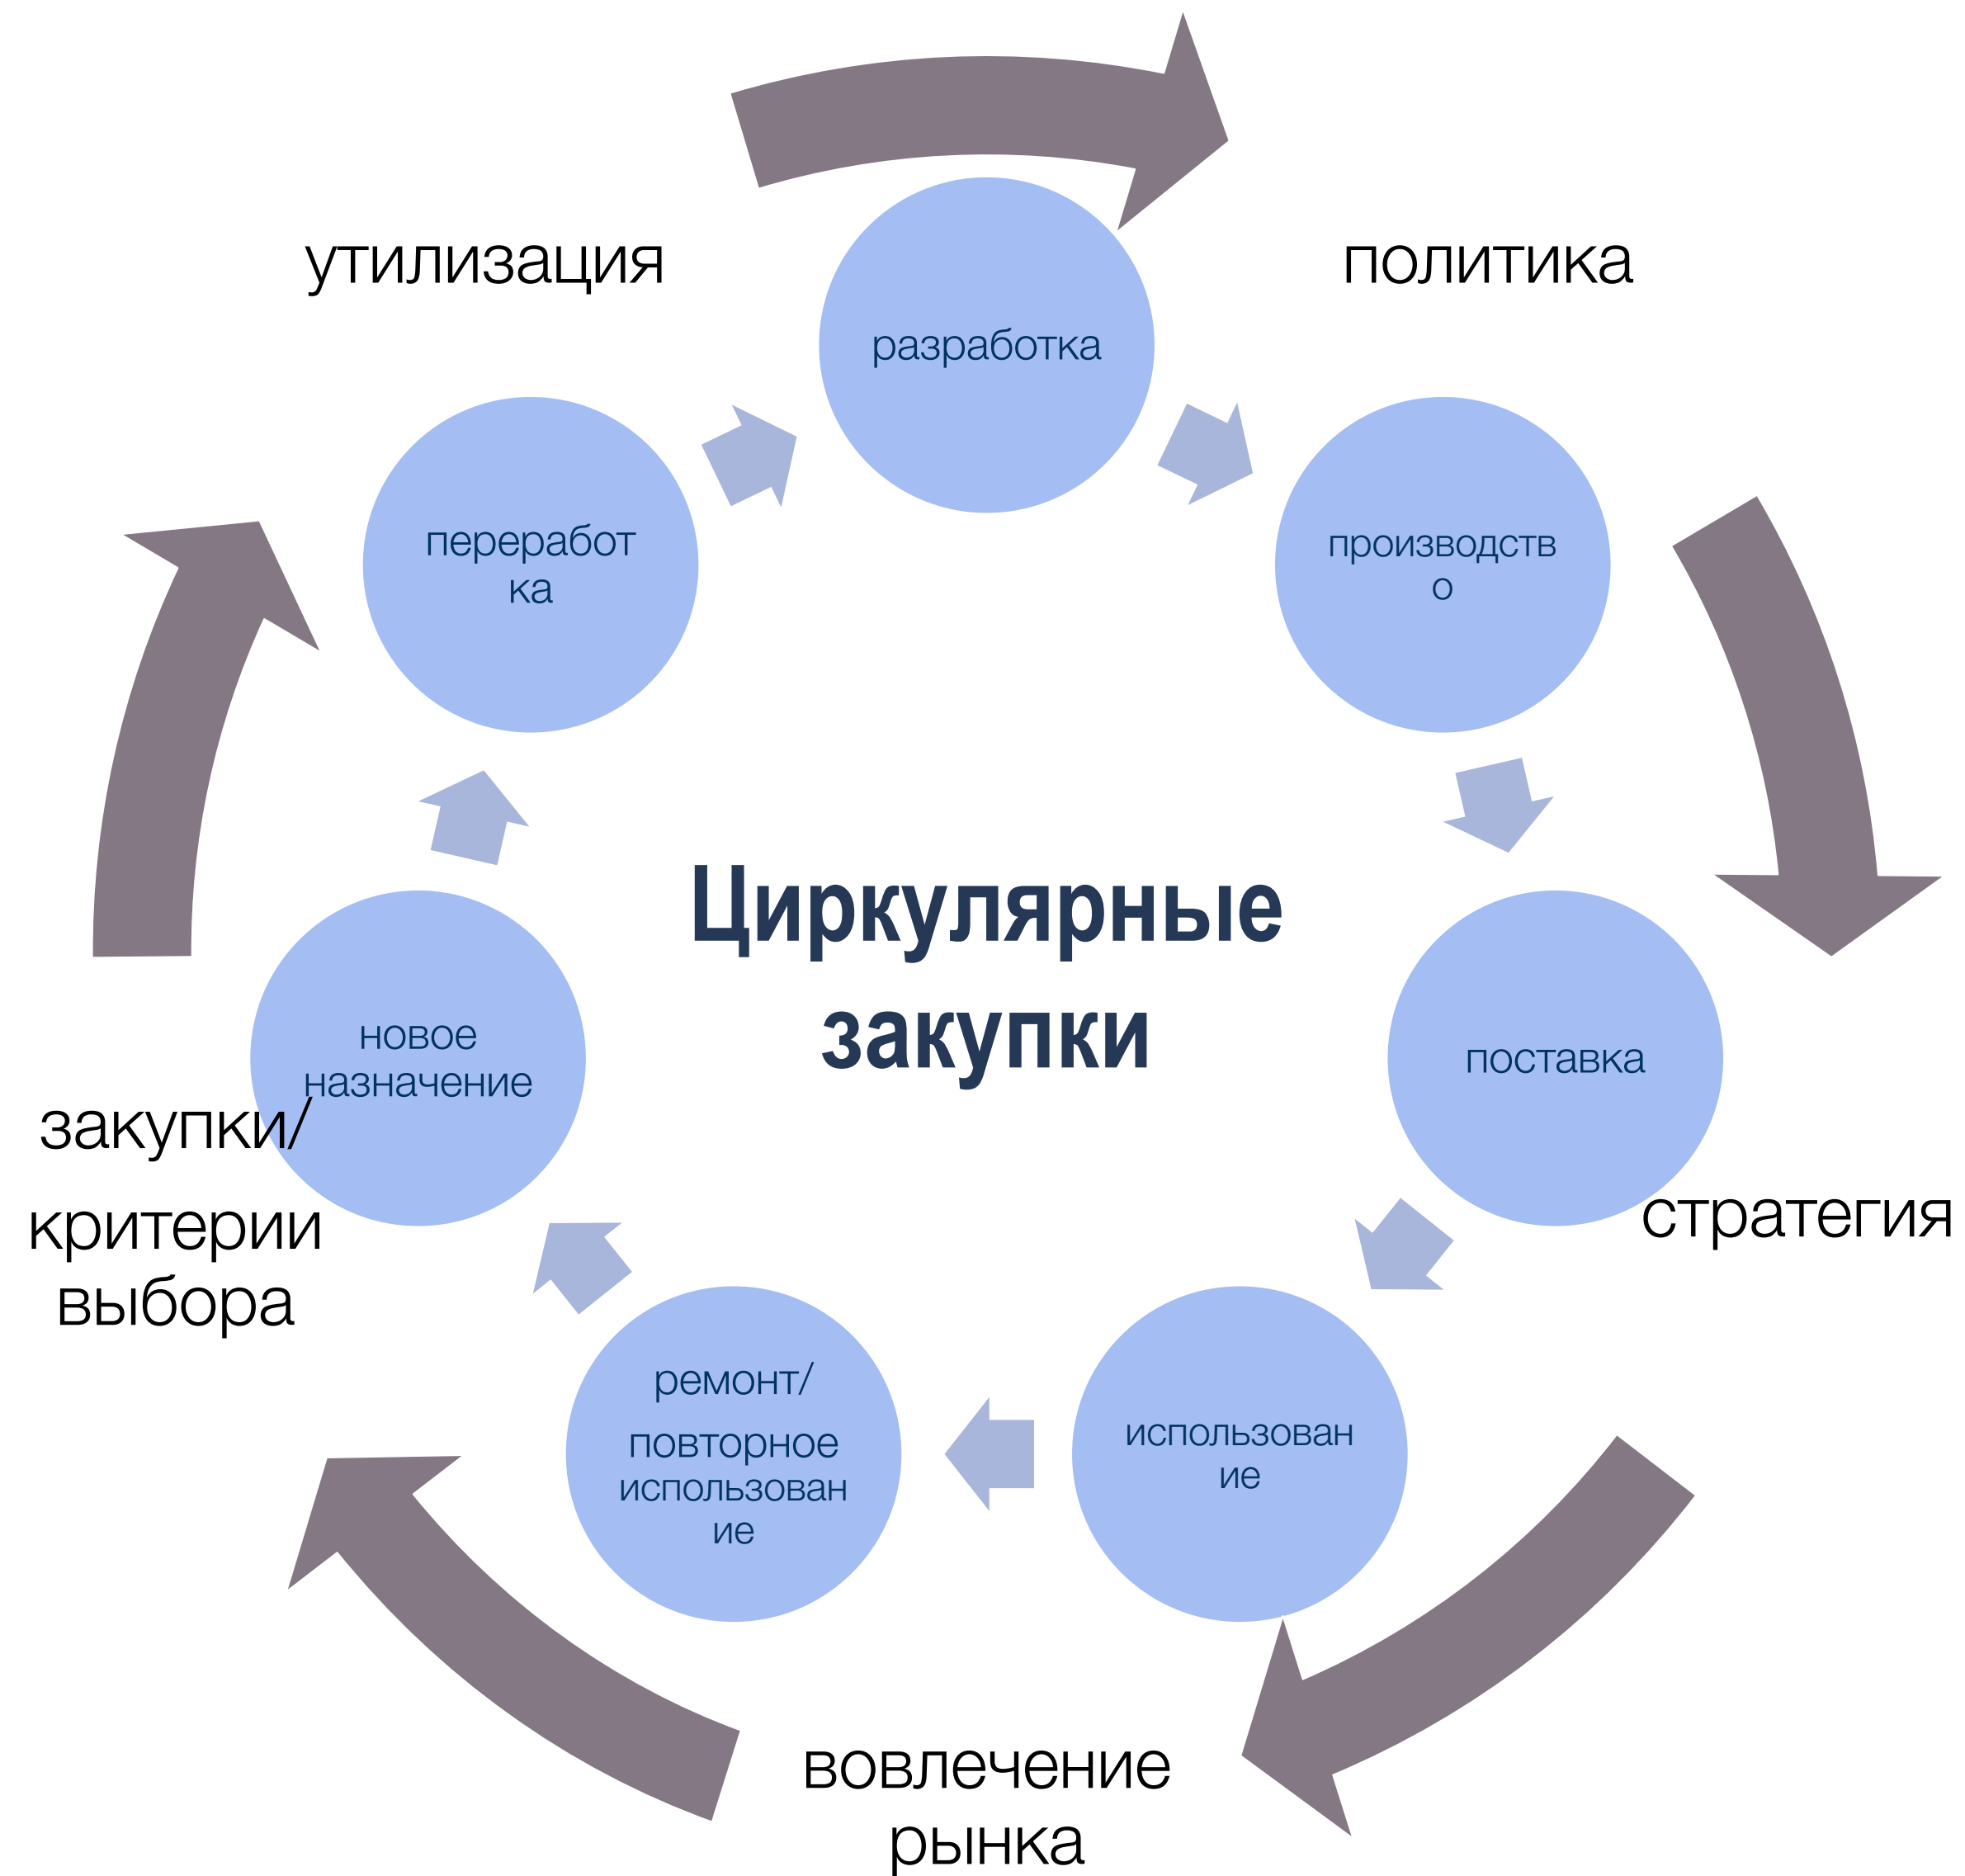 утилизация
политика
разработка
переработ
ка
производств
о
Циркулярные
закупки
новое
назначение
поставка
закупки/
критерии
выбора
стратегия
ремонт/
повторное
использован
ие
использован
ие
вовлечение
рынка